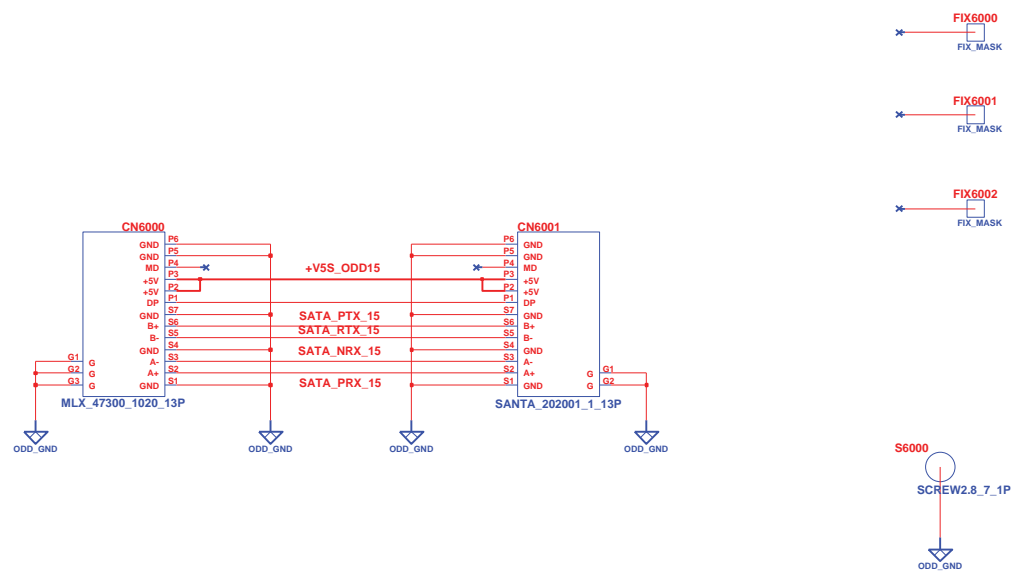 FIX6000
FIX_MASK
FIX6001
FIX_MASK
FIX6002
FIX_MASK
CN6000
GND P6
GND P5
MD P4
+5V P3
+5V P2
DP P1
GND S7
B+ S6
B- S5
GND S4
A- S3
A+ S2
GND S1
G1 G
G2 G
G3 G
MLX_47300_1020_13P
+V5S_ODD15
SATA_PTX_15
SATA_RTX_15
SATA_NRX_15
SATA_PRX_15
CN6001
P6 GND
P5 GND
P4 MD
P3 +5V
P2 +5V
P1 DP
S7 GND
S6 B+
S5 B-
S4 GND
S3 A-
S2 A+
S1 GND
G G1
G G2
SANTA_202001_1_13P
ODD_GND
ODD_GND
ODD_GND
ODD_GND
S6000
SCREW2.8_7_1P
ODD_GND